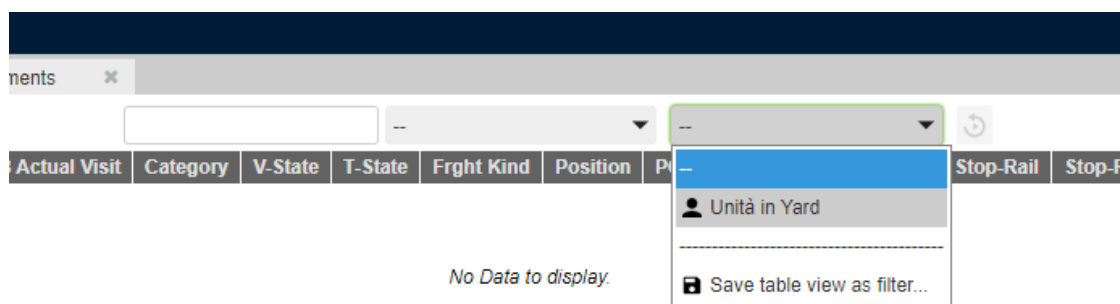 ments ✖
-- --
Actual Visit Category V-State T-State Frght Kind Position Stop-Rail
--
Unità in Yard
----------------------------------------
No Data to display.
Save table view as filter...